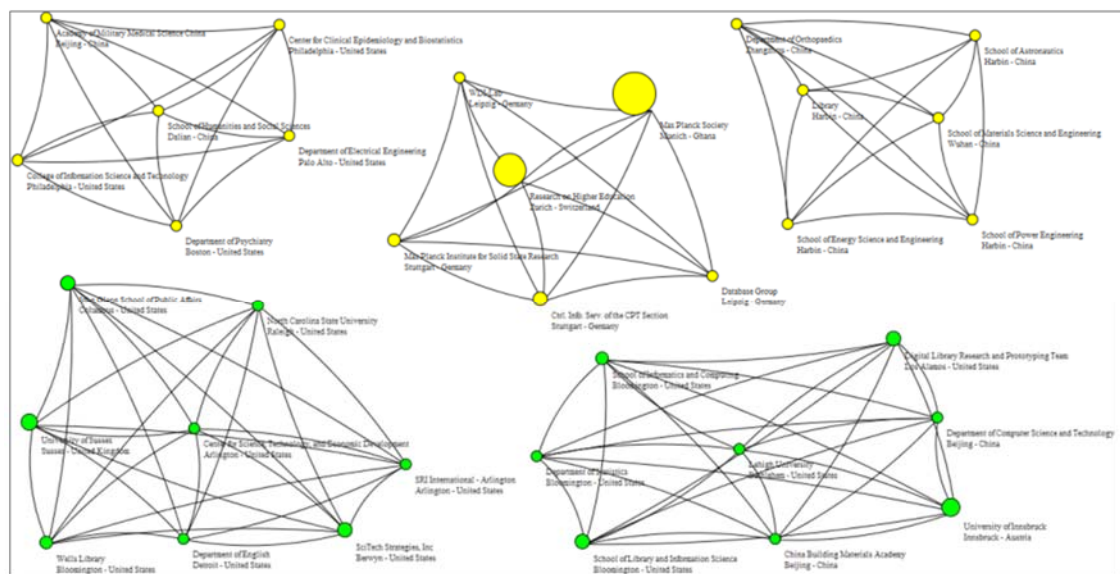 Academy of Military Medical Science China
Beijing - China
Center for Clinical Epidemiology and Biostatistics
Philadelphia - United States
School of Humanities and Social Sciences
Dalian - China
Department of Electrical Engineering
Palo Alto - United States
College of Information Science and Technology
Philadelphia - United States
Department of Psychiatry
Boston - United States
Leipzig - Germany
Max Planck Society
Munich - Ghana
Research on Higher Education
Zurich - Switzerland
Max Planck Institute for Solid State Research
Stuttgart - Germany
Database Group
Leipzig - Germany
Ctrl. Info. Serv. of the CPT Section
Stuttgart - Germany
Department of Orthopaedics
School of Astronautics
Harbin - China
Library
Harbin - China
School of Materials Science and Engineering
Wuhan - China
School of Energy Science and Engineering
Harbin - China
School of Power Engineering
Harbin - China
John Glenn School of Public Affairs
Columbus - United States
North Carolina State University
Raleigh - United States
University of Sussex
Sussex - United Kingdom
Center for Science, Technology, and Economic Development
Arlington - United States
SRI International - Arlington
Arlington - United States
Wells Library
Bloomington - United States
Department of English
Detroit - United States
SciTech Strategies, Inc
Berwyn - United States
School of Informatics and Computing
Bloomington - United States
Digital Library Research and Prototyping Team
Los Alamos - United States
Department of Computer Science and Technology
Beijing - China
Department of Statistics
Bloomington - United States
Lehigh University
Bethlehem - United States
University of Innsbruck
Innsbruck - Austria
School of Library and Information Science
Bloomington - United States
China Building Materials Academy
Beijing - China